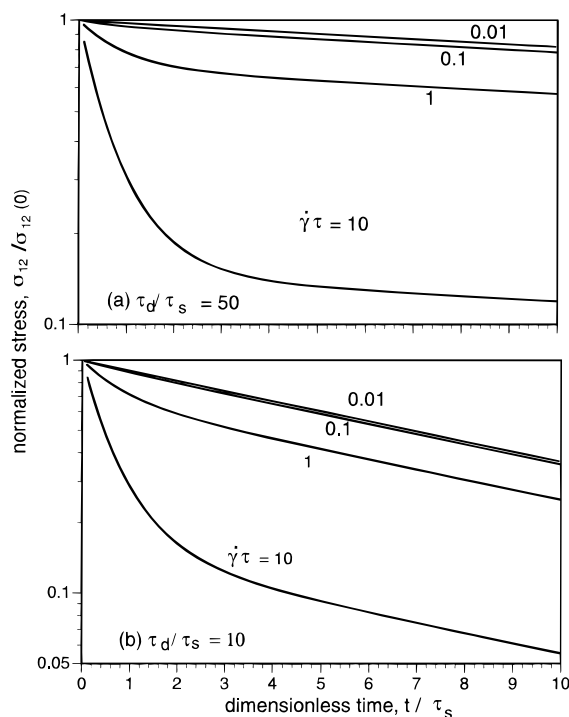 1
0.01
0.1
1
γ̇ τ = 10
(a) τd / τs = 50
0.1
normalized stress, σ12 / σ12 (0)
1
0.01
0.1
1
γ̇ τ = 10
0.1
(b) τd / τs = 10
0.05
0 1 2 3 4 5 6 7 8 9 10
dimensionless time, t / τs